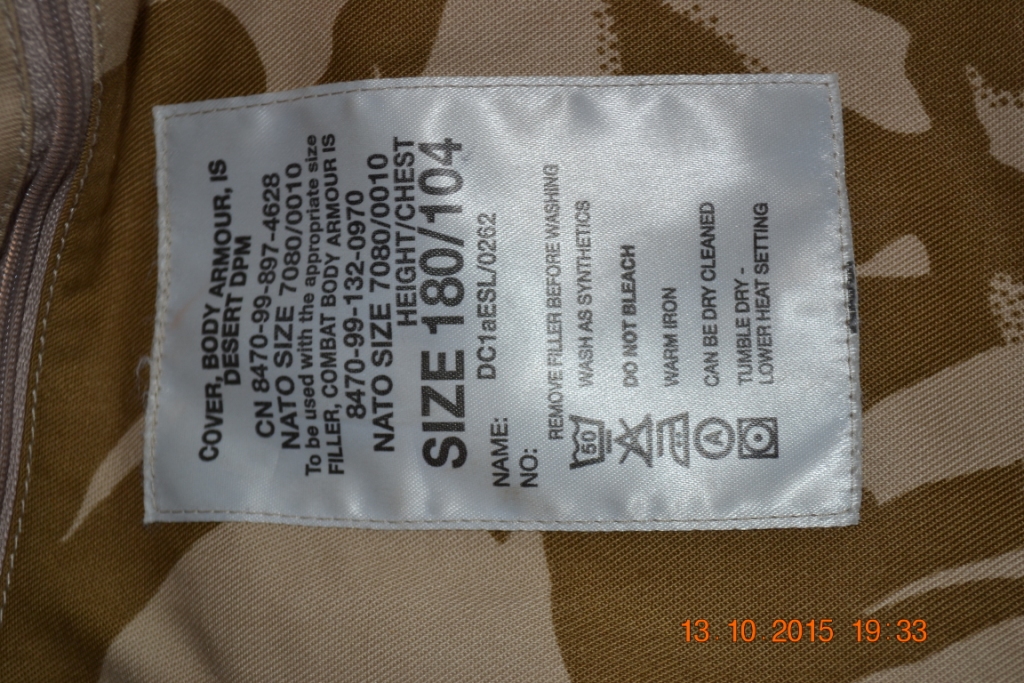 COVER, BODY ARMOUR, IS
DESERT DPM
CN 8470-99-897-4628
NATO SIZE 7080/0010
To be used with the appropriate size
FILLER, COMBAT BODY ARMOUR IS
8470-99-132-0970
NATO SIZE 7080/0010
HEIGHT/CHEST
SIZE 180/104
DC1aESL/0262
NAME:
NO:
REMOVE FILLER BEFORE WASHING
50 WASH AS SYNTHETICS
DO NOT BLEACH
WARM IRON
A CAN BE DRY CLEANED
TUMBLE DRY -
LOWER HEAT SETTING
13 10 2015 19 33